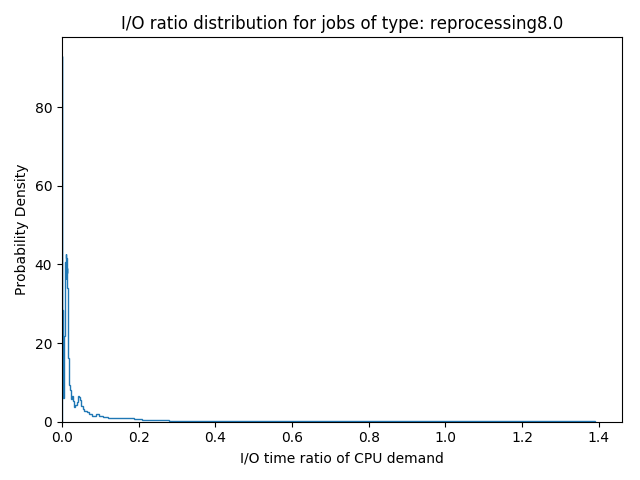 I/O ratio distribution for jobs of type: reprocessing8.0
Probability Density
80
60
40
20
0
0.0 0.2 0.4 0.6 0.8 1.0 1.2 1.4
I/O time ratio of CPU demand